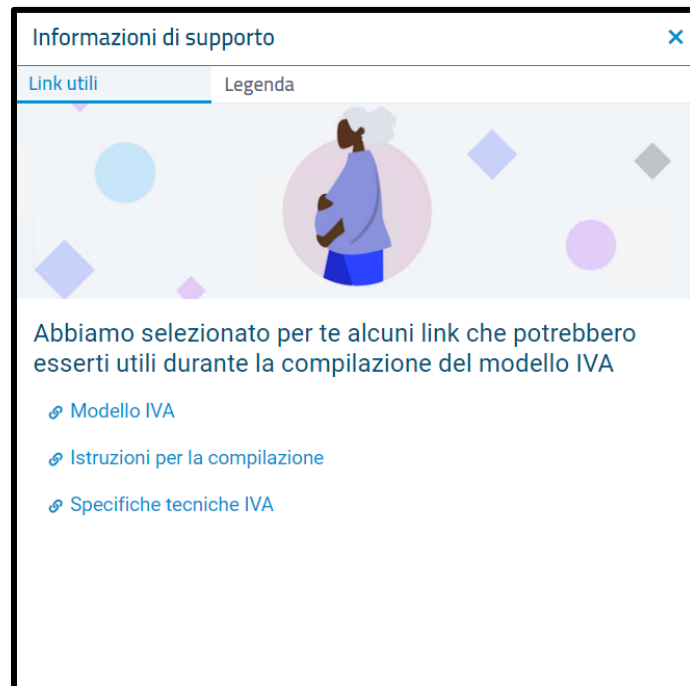 Informazioni di supporto
Link utili
Legenda
Abbiamo selezionato per te alcuni link che potrebbero
esserti utili durante la compilazione del modello IVA
Modello IVA
Istruzioni per la compilazione
Specifiche tecniche IVA